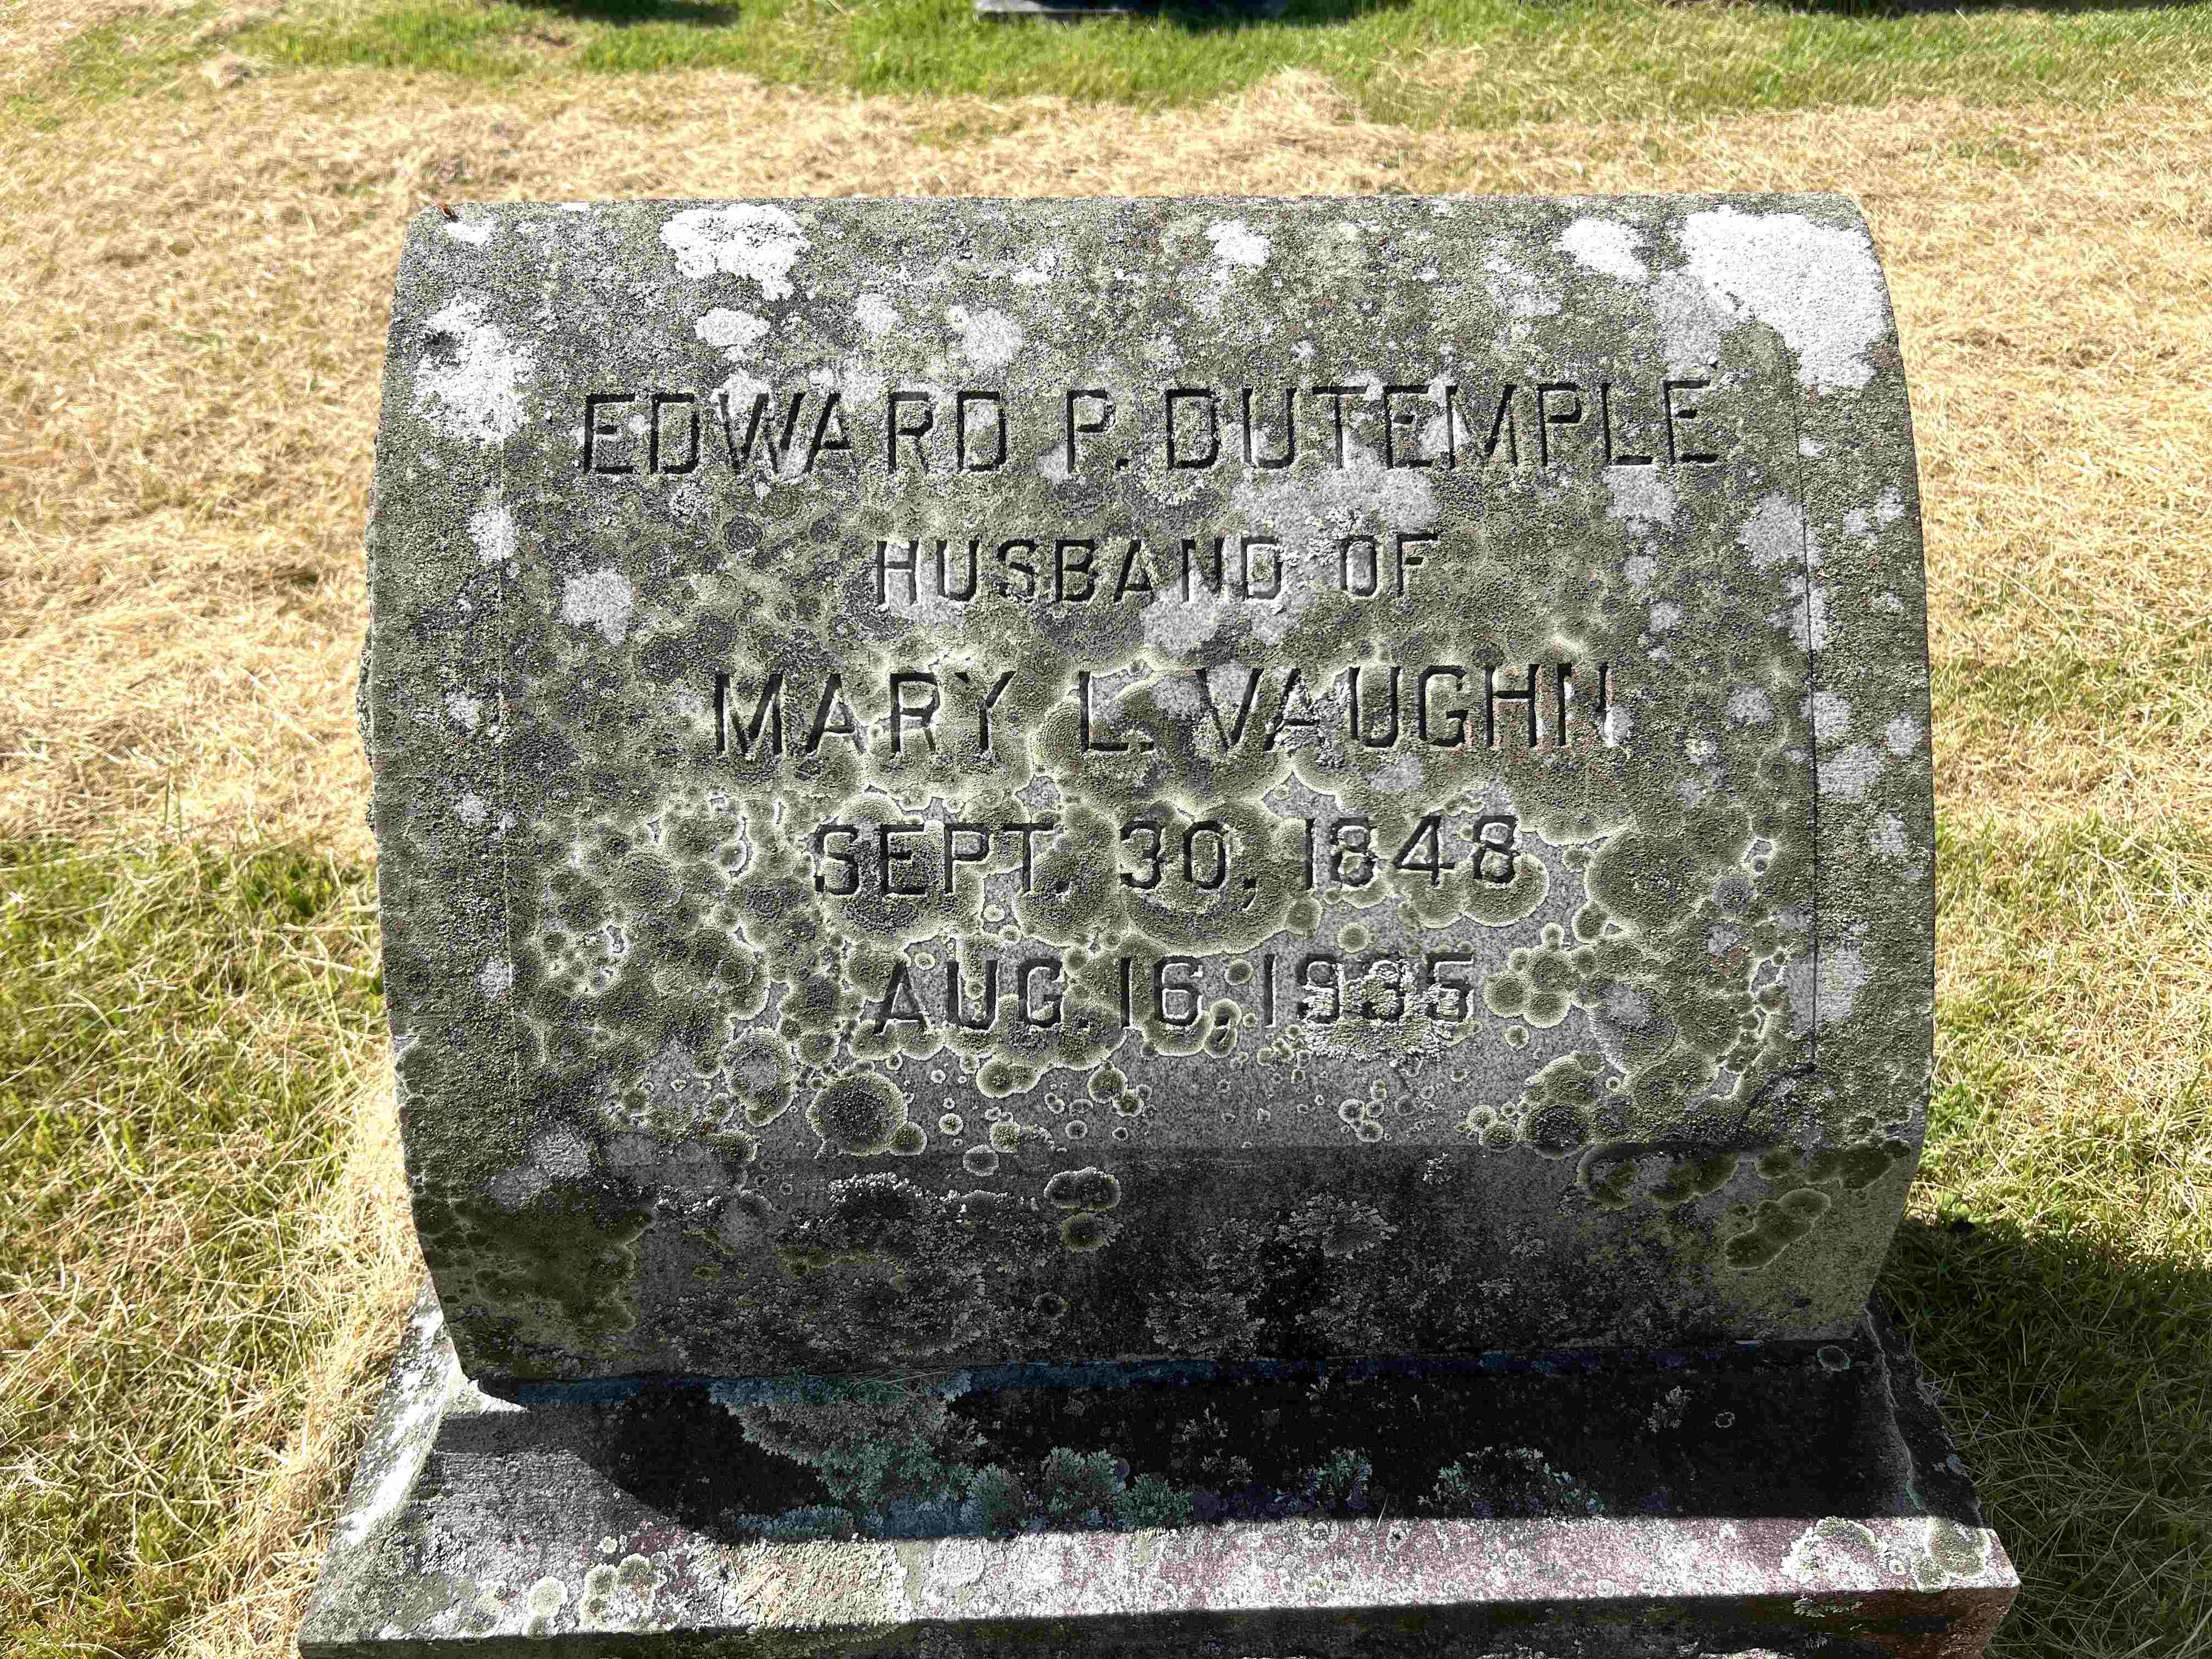 EDWARD P. DUTEMPLE
HUSBAND OF
MARY L. VAUGHN
SEPT. 30, 1848
AUG. 16, 1935